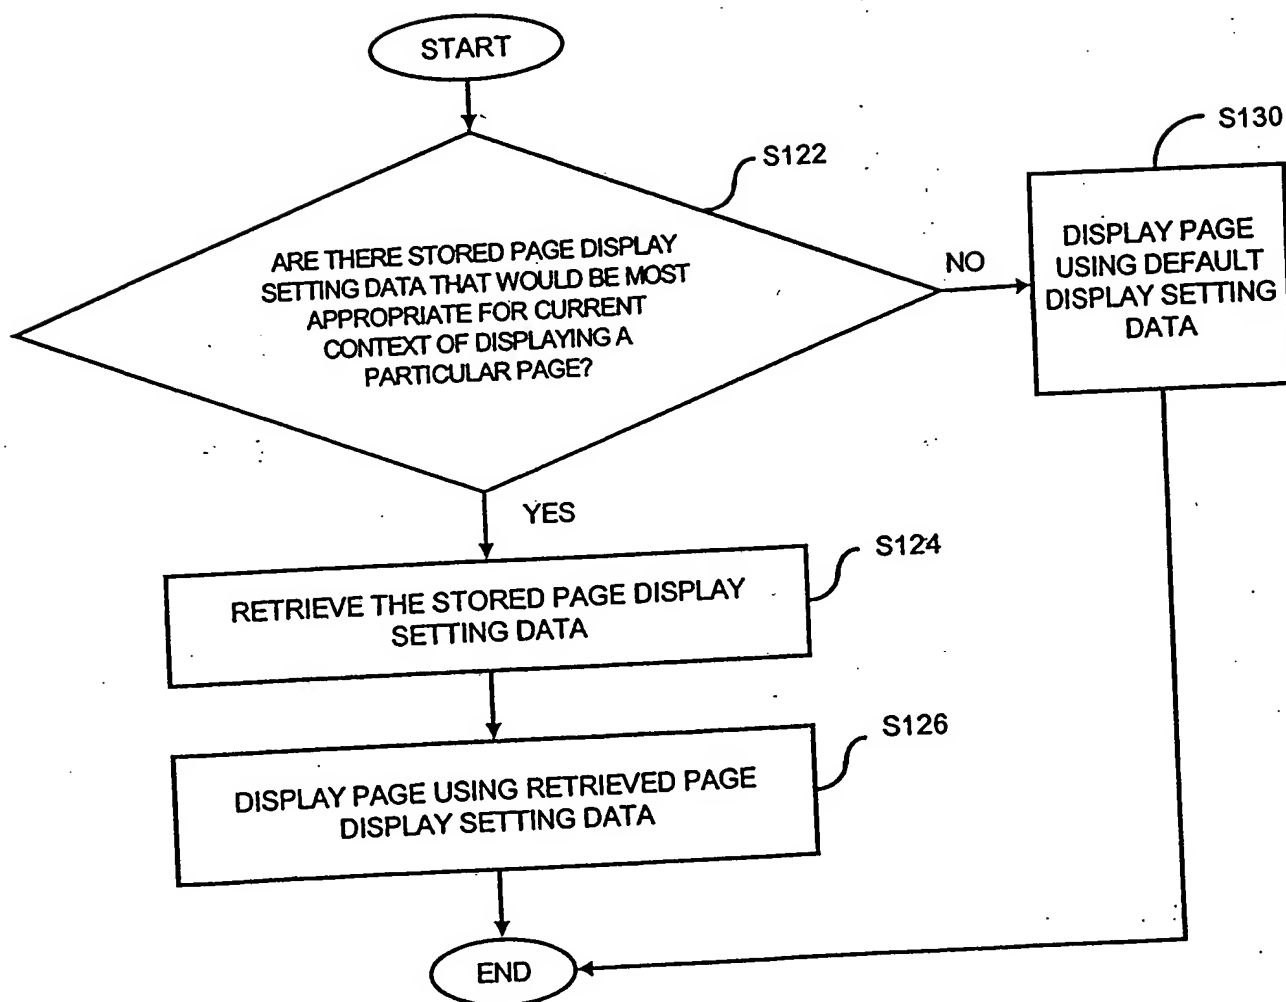 START
S122
ARE THERE STORED PAGE DISPLAY
SETTING DATA THAT WOULD BE MOST
APPROPRIATE FOR CURRENT
CONTEXT OF DISPLAYING A
PARTICULAR PAGE?
NO
S130
DISPLAY PAGE
USING DEFAULT
DISPLAY SETTING
DATA
YES
S124
RETRIEVE THE STORED PAGE DISPLAY
SETTING DATA
S126
DISPLAY PAGE USING RETRIEVED PAGE
DISPLAY SETTING DATA
END